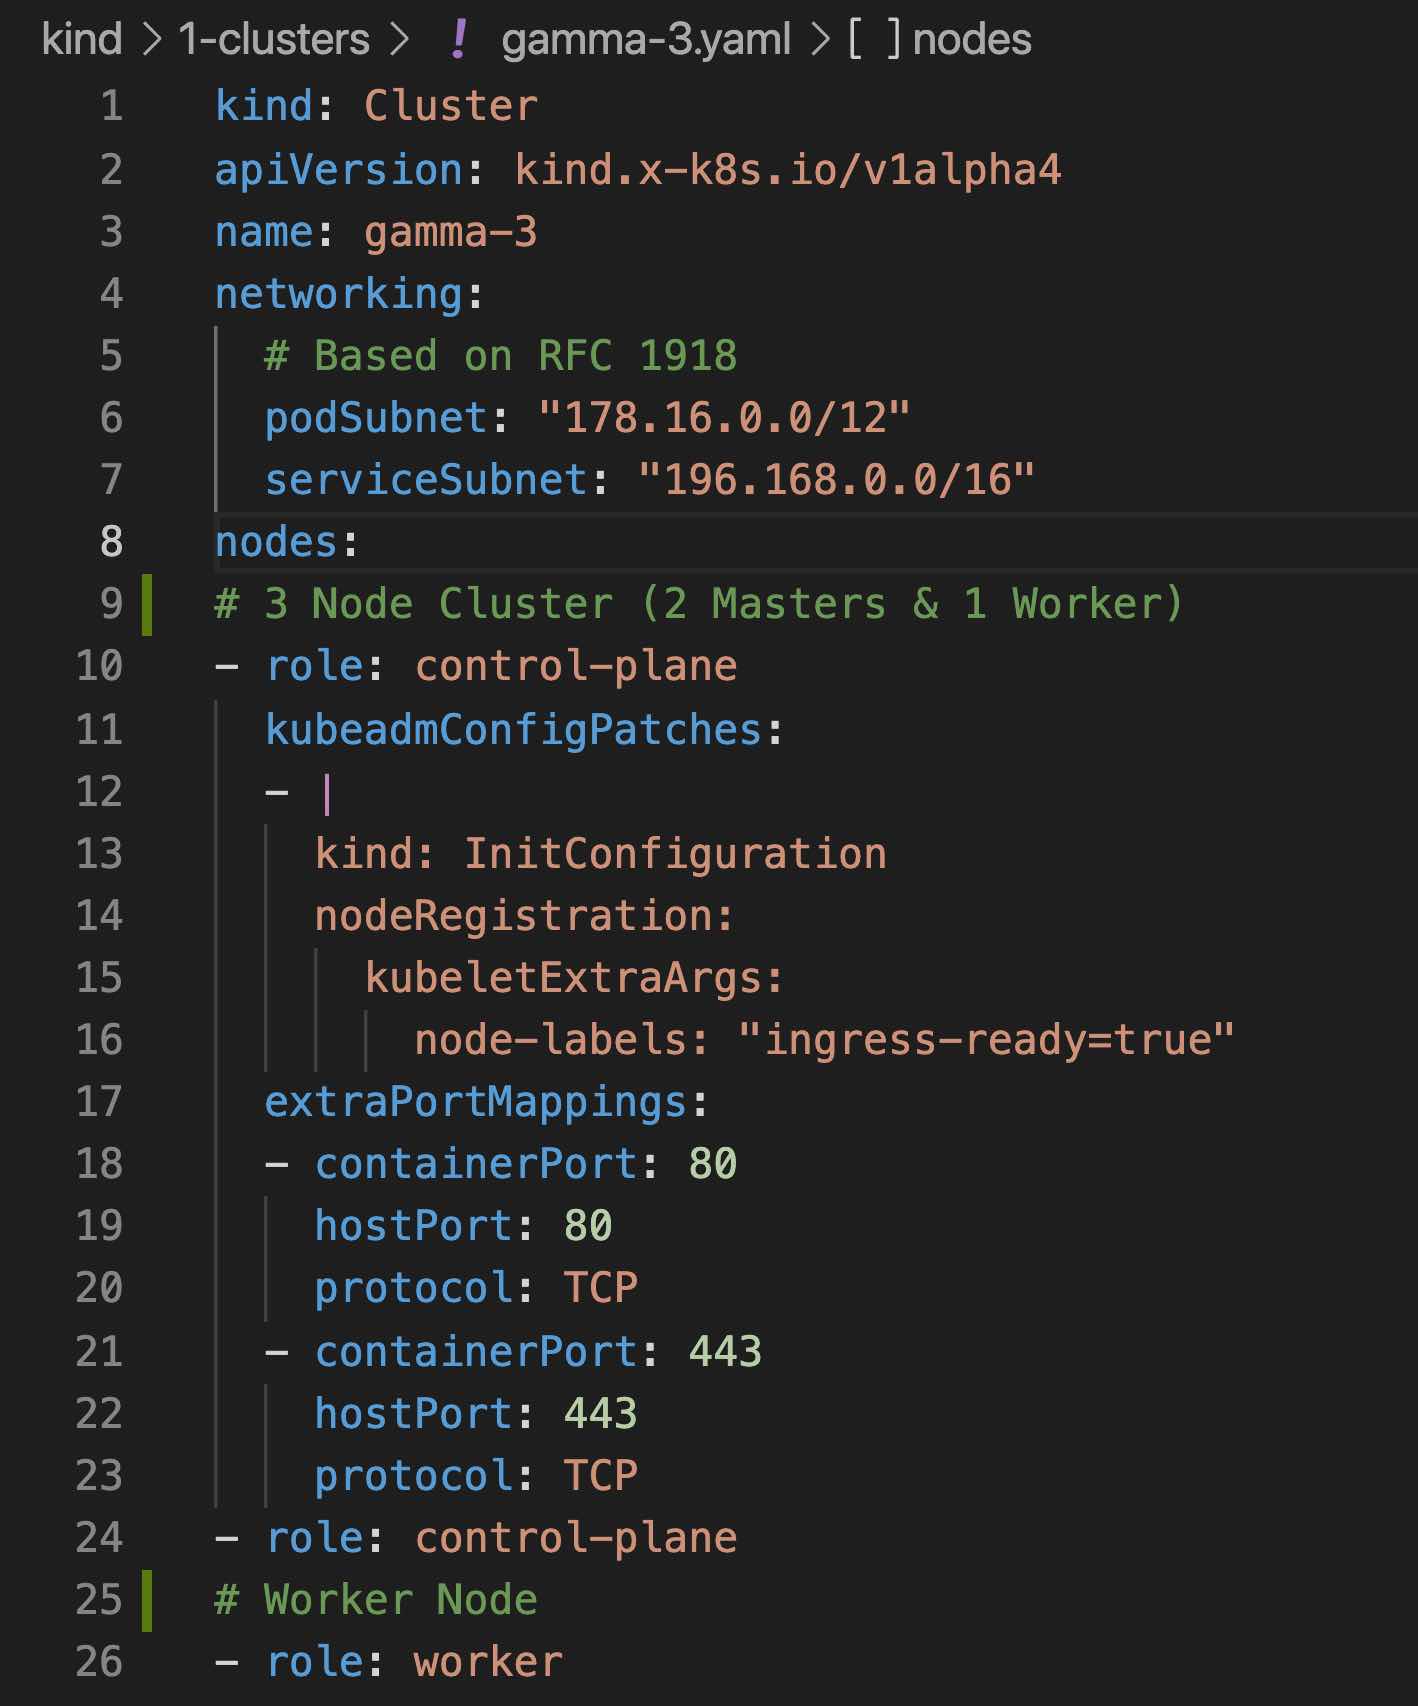 kind > 1-clusters > ! gamma-3.yaml > [ ] nodes
1 kind: Cluster
2 apiVersion: kind.x-k8s.io/v1alpha4
3 name: gamma-3
4 networking:
5   # Based on RFC 1918
6   podSubnet: "178.16.0.0/12"
7   serviceSubnet: "196.168.0.0/16"
8 nodes:
9 # 3 Node Cluster (2 Masters & 1 Worker)
10 - role: control-plane
11   kubeadmConfigPatches:
12   - |
13     kind: InitConfiguration
14     nodeRegistration:
15       kubeletExtraArgs:
16         node-labels: "ingress-ready=true"
17   extraPortMappings:
18   - containerPort: 80
19     hostPort: 80
20     protocol: TCP
21   - containerPort: 443
22     hostPort: 443
23     protocol: TCP
24 - role: control-plane
25 # Worker Node
26 - role: worker